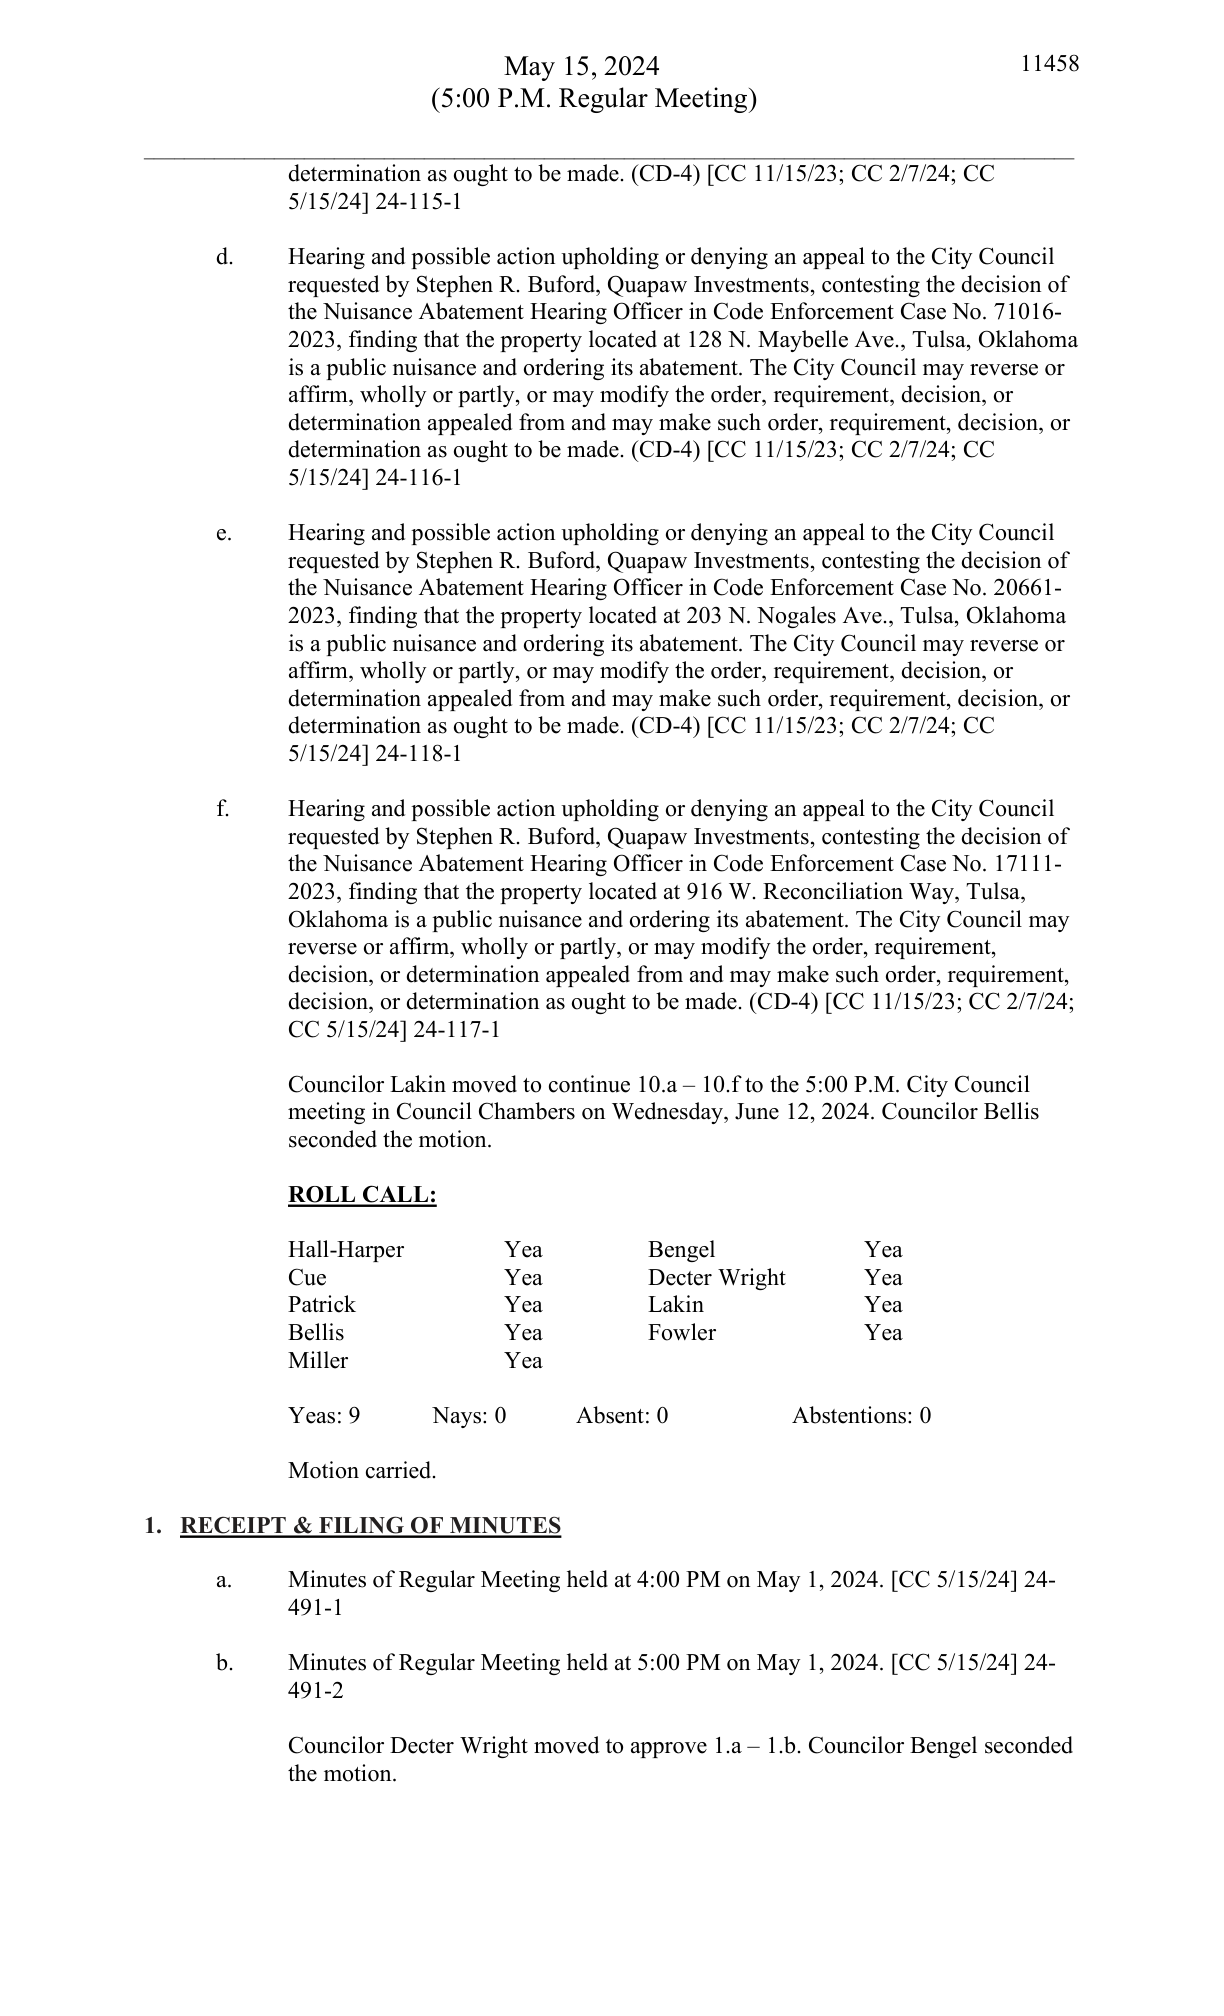 May 15, 2024
11458
(5:00 P.M. Regular Meeting)
determination as ought to be made. (CD-4) [CC 11/15/23; CC 2/7/24; CC
5/15/24] 24-115-1
d. Hearing and possible action upholding or denying an appeal to the City Council
requested by Stephen R. Buford, Quapaw Investments, contesting the decision of
the Nuisance Abatement Hearing Officer in Code Enforcement Case No. 71016-
2023, finding that the property located at 128 N. Maybelle Ave., Tulsa, Oklahoma
is a public nuisance and ordering its abatement. The City Council may reverse or
affirm, wholly or partly, or may modify the order, requirement, decision, or
determination appealed from and may make such order, requirement, decision, or
determination as ought to be made. (CD-4) [CC 11/15/23; CC 2/7/24; CC
5/15/24] 24-116-1
e. Hearing and possible action upholding or denying an appeal to the City Council
requested by Stephen R. Buford, Quapaw Investments, contesting the decision of
the Nuisance Abatement Hearing Officer in Code Enforcement Case No. 20661-
2023, finding that the property located at 203 N. Nogales Ave., Tulsa, Oklahoma
is a public nuisance and ordering its abatement. The City Council may reverse or
affirm, wholly or partly, or may modify the order, requirement, decision, or
determination appealed from and may make such order, requirement, decision, or
determination as ought to be made. (CD-4) [CC 11/15/23; CC 2/7/24; CC
5/15/24] 24-118-1
f. Hearing and possible action upholding or denying an appeal to the City Council
requested by Stephen R. Buford, Quapaw Investments, contesting the decision of
the Nuisance Abatement Hearing Officer in Code Enforcement Case No. 17111-
2023, finding that the property located at 916 W. Reconciliation Way, Tulsa,
Oklahoma is a public nuisance and ordering its abatement. The City Council may
reverse or affirm, wholly or partly, or may modify the order, requirement,
decision, or determination appealed from and may make such order, requirement,
decision, or determination as ought to be made. (CD-4) [CC 11/15/23; CC 2/7/24;
CC 5/15/24] 24-117-1
Councilor Lakin moved to continue 10.a – 10.f to the 5:00 P.M. City Council
meeting in Council Chambers on Wednesday, June 12, 2024. Councilor Bellis
seconded the motion.
ROLL CALL:
Hall-Harper Yea Bengel Yea
Cue Yea Decter Wright Yea
Patrick Yea Lakin Yea
Bellis Yea Fowler Yea
Miller Yea
Yeas: 9 Nays: 0 Absent: 0 Abstentions: 0
Motion carried.
1. RECEIPT & FILING OF MINUTES
a. Minutes of Regular Meeting held at 4:00 PM on May 1, 2024. [CC 5/15/24] 24-
491-1
b. Minutes of Regular Meeting held at 5:00 PM on May 1, 2024. [CC 5/15/24] 24-
491-2
Councilor Decter Wright moved to approve 1.a – 1.b. Councilor Bengel seconded
the motion.